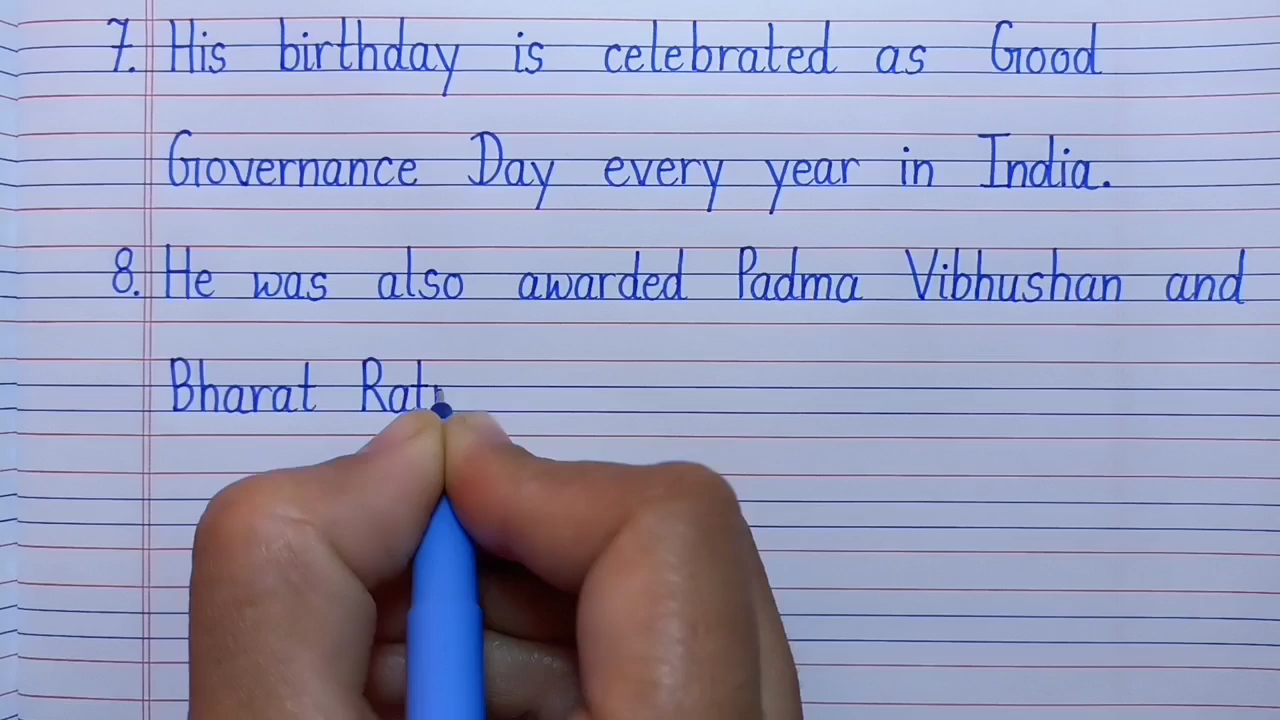 7. His birthday is celebrated as Good
Governance Day every year in India.
8. He was also awarded Padma Vibhushan and
Bharat